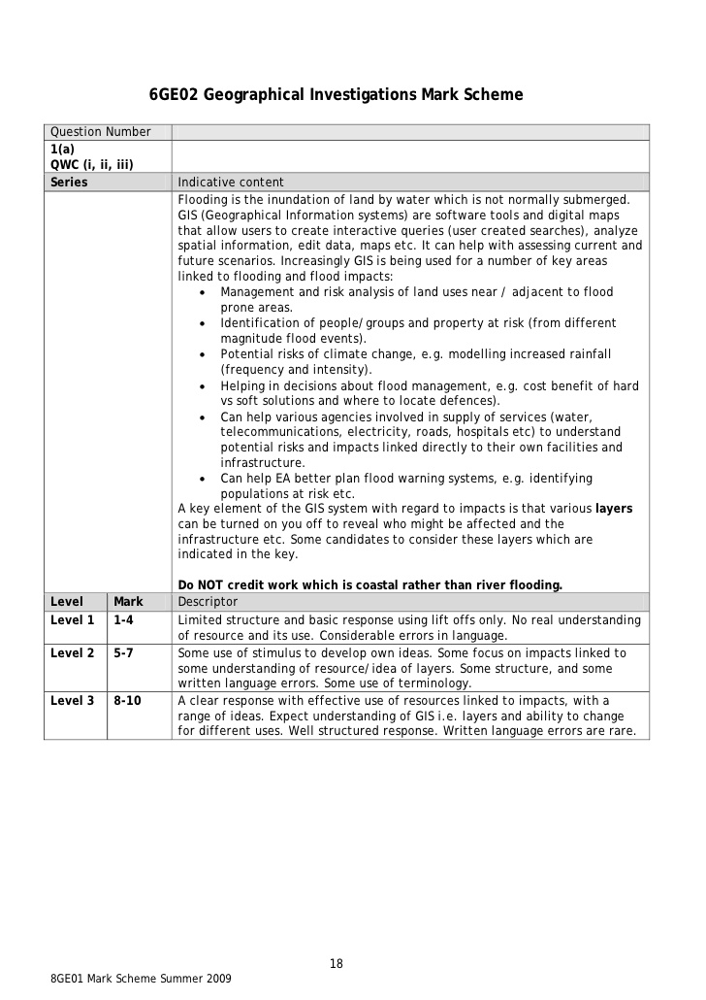 6GE02 Geographical Investigations Mark Scheme
Question Number
1(a)
QWC (i, ii, iii)
Series Indicative content
Flooding is the inundation of land by water which is not normally submerged.
GIS (Geographical Information systems) are software tools and digital maps
that allow users to create interactive queries (user created searches), analyze
spatial information, edit data, maps etc. It can help with assessing current and
future scenarios. Increasingly GIS is being used for a number of key areas
linked to flooding and flood impacts:
• Management and risk analysis of land uses near / adjacent to flood
prone areas.
• Identification of people/groups and property at risk (from different
magnitude flood events).
• Potential risks of climate change, e.g. modelling increased rainfall
(frequency and intensity).
• Helping in decisions about flood management, e.g. cost benefit of hard
vs soft solutions and where to locate defences).
• Can help various agencies involved in supply of services (water,
telecommunications, electricity, roads, hospitals etc) to understand
potential risks and impacts linked directly to their own facilities and
infrastructure.
• Can help EA better plan flood warning systems, e.g. identifying
populations at risk etc.
A key element of the GIS system with regard to impacts is that various layers
can be turned on you off to reveal who might be affected and the
infrastructure etc. Some candidates to consider these layers which are
indicated in the key.
Do NOT credit work which is coastal rather than river flooding.
Level Mark Descriptor
Level 1 1-4 Limited structure and basic response using lift offs only. No real understanding
of resource and its use. Considerable errors in language.
Level 2 5-7 Some use of stimulus to develop own ideas. Some focus on impacts linked to
some understanding of resource/idea of layers. Some structure, and some
written language errors. Some use of terminology.
Level 3 8-10 A clear response with effective use of resources linked to impacts, with a
range of ideas. Expect understanding of GIS i.e. layers and ability to change
for different uses. Well structured response. Written language errors are rare.
18
8GE01 Mark Scheme Summer 2009